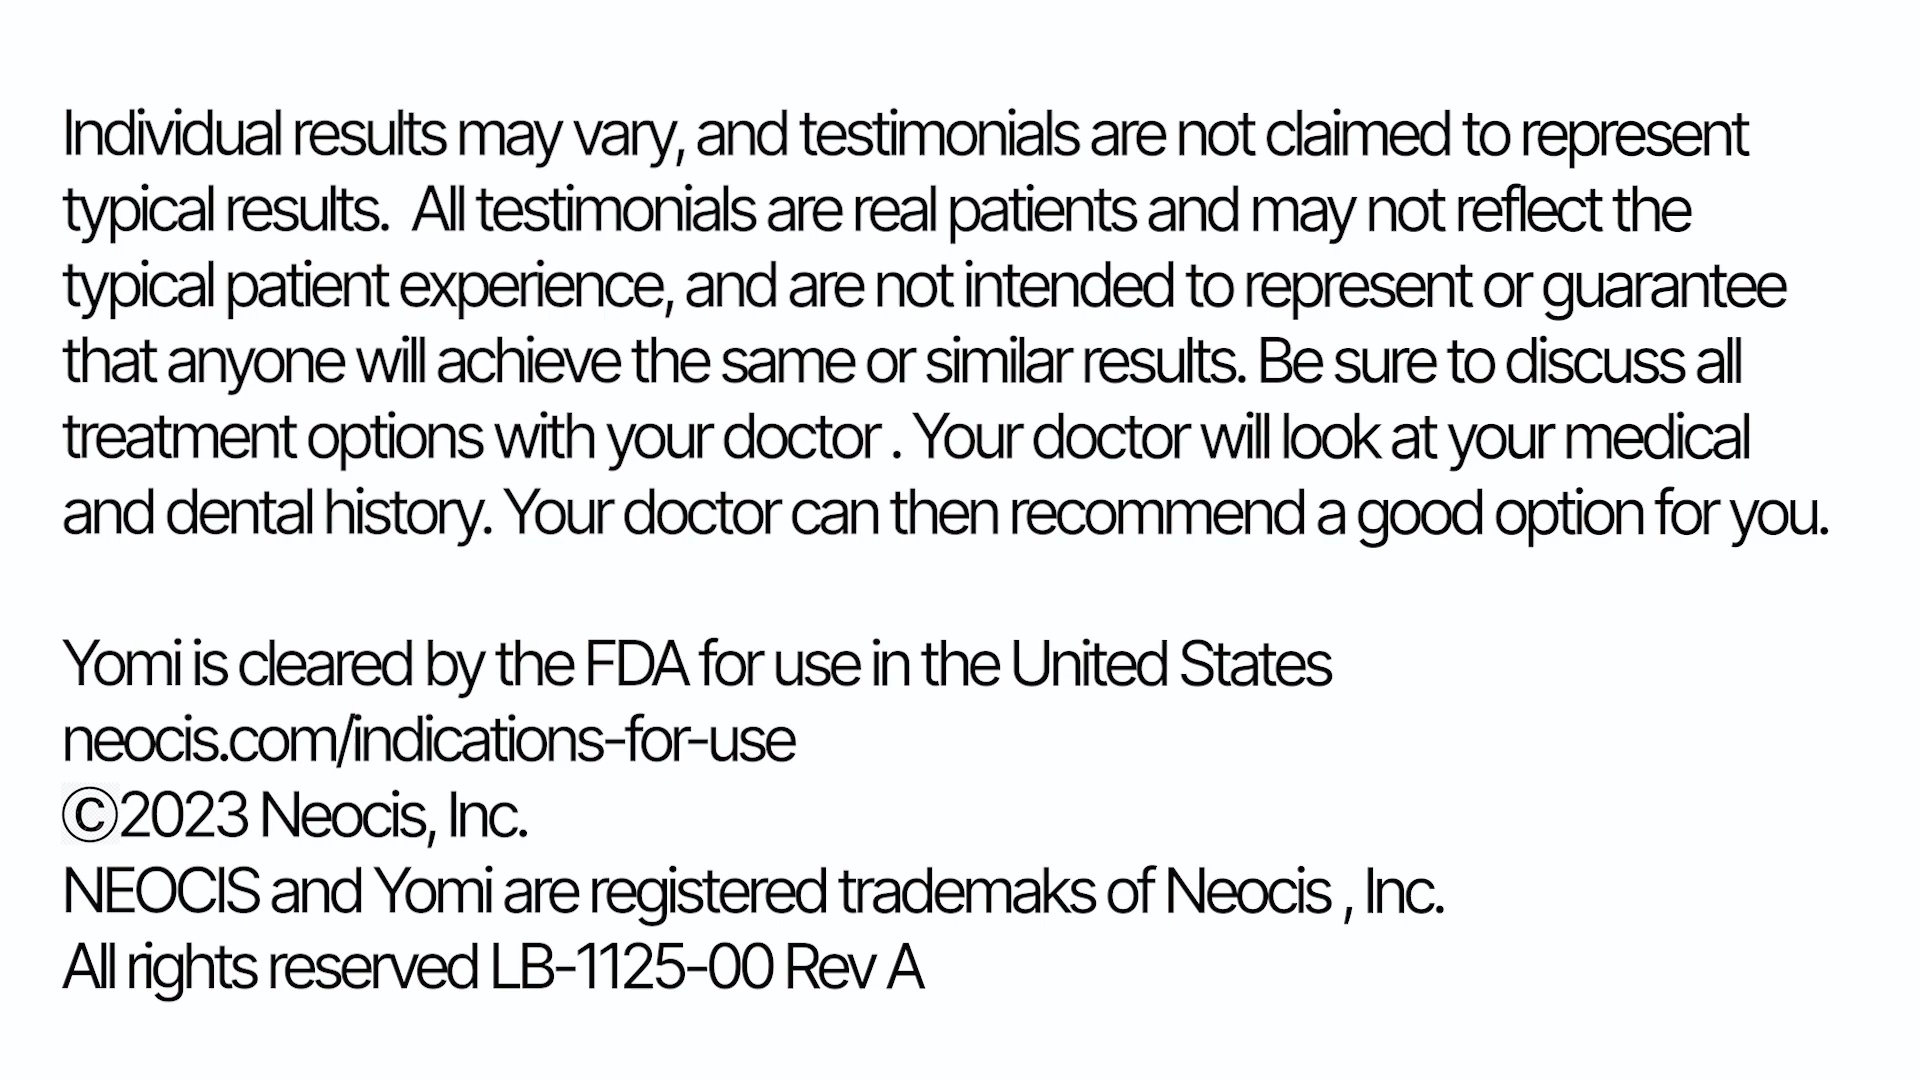 Individual results may vary, and testimonials are not claimed to represent
typical results.  All testimonials are real patients and may not reflect the
typical patient experience, and are not intended to represent or guarantee
that anyone will achieve the same or similar results. Be sure to discuss all
treatment options with your doctor . Your doctor will look at your medical
and dental history. Your doctor can then recommend a good option for you.
Yomi is cleared by the FDA for use in the United States
neocis.com/indications-for-use
©2023 Neocis, Inc.
NEOCIS and Yomi are registered trademaks of Neocis , Inc.
All rights reserved LB-1125-00 Rev A